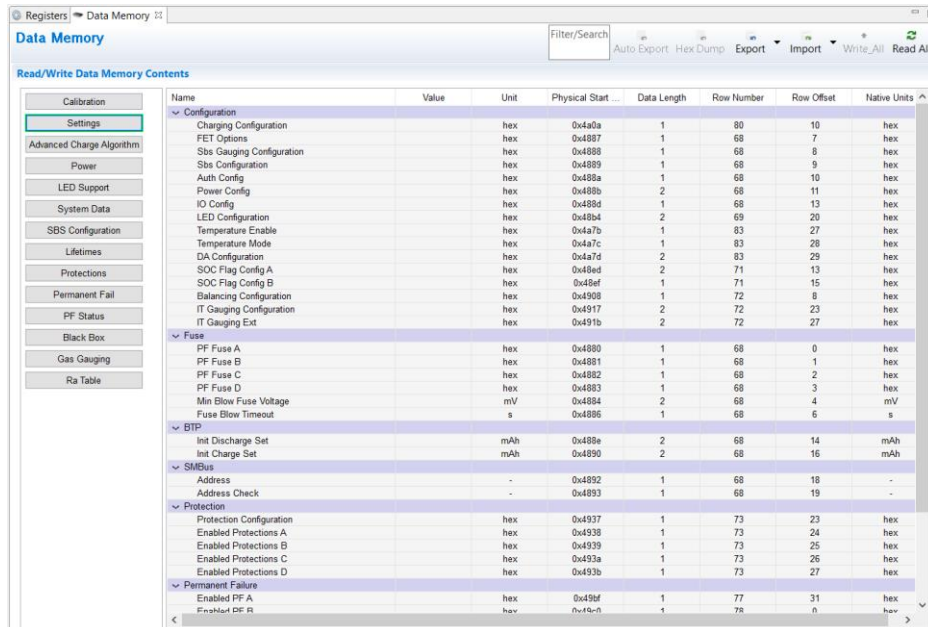 Registers Data Memory
Data Memory
Filter/Search
Auto Export Hex Dump Export Import Write_All Read Al
Read/Write Data Memory Contents
Calibration
Settings
Advanced Charge Algorithm
Power
LED Support
System Data
SBS Configuration
Lifetimes
Protections
Permanent Fail
PF Status
Black Box
Gas Gauging
Ra Table
Name Value Unit Physical Start ... Data Length Row Number Row Offset Native Units
Configuration
Charging Configuration hex 0x4a0a 1 80 10 hex
FET Options hex 0x4887 1 68 7 hex
Sbs Gauging Configuration hex 0x4888 1 68 8 hex
Sbs Configuration hex 0x4889 1 68 9 hex
Auth Config hex 0x488a 1 68 10 hex
Power Config hex 0x488b 2 68 11 hex
IO Config hex 0x488d 1 68 13 hex
LED Configuration hex 0x48b4 2 69 20 hex
Temperature Enable hex 0x4a7b 1 83 27 hex
Temperature Mode hex 0x4a7c 1 83 28 hex
DA Configuration hex 0x4a7d 2 83 29 hex
SOC Flag Config A hex 0x48ed 2 71 13 hex
SOC Flag Config B hex 0x48ef 1 71 15 hex
Balancing Configuration hex 0x4908 1 72 8 hex
IT Gauging Configuration hex 0x4917 2 72 23 hex
IT Gauging Ext hex 0x491b 2 72 27 hex
Fuse
PF Fuse A hex 0x4880 1 68 0 hex
PF Fuse B hex 0x4881 1 68 1 hex
PF Fuse C hex 0x4882 1 68 2 hex
PF Fuse D hex 0x4883 1 68 3 hex
Min Blow Fuse Voltage mV 0x4884 2 68 4 mV
Fuse Blow Timeout s 0x4886 1 68 6 s
BTP
Init Discharge Set mAh 0x488e 2 68 14 mAh
Init Charge Set mAh 0x4890 2 68 16 mAh
SMBus
Address - 0x4892 1 68 18 -
Address Check - 0x4893 1 68 19 -
Protection
Protection Configuration hex 0x4937 1 73 23 hex
Enabled Protections A hex 0x4938 1 73 24 hex
Enabled Protections B hex 0x4939 1 73 25 hex
Enabled Protections C hex 0x493a 1 73 26 hex
Enabled Protections D hex 0x493b 1 73 27 hex
Permanent Failure
Enabled PF A hex 0x49bf 1 77 31 hex
Enabled PF B hex 0x49c0 1 78 0 hex